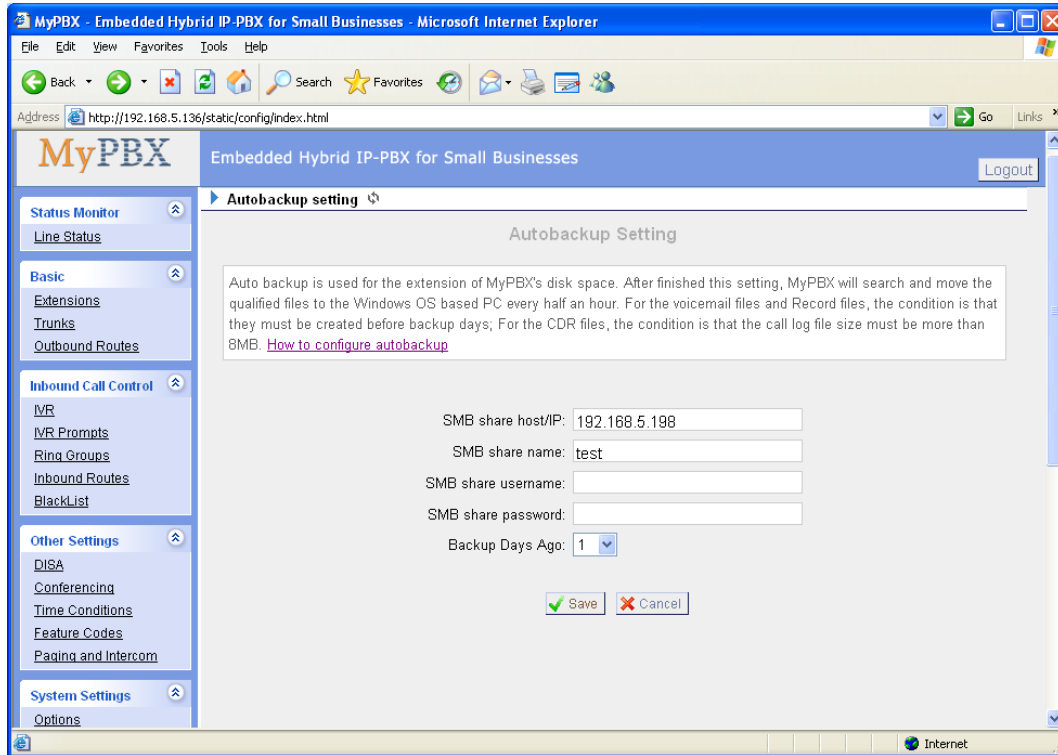 MyPBX - Embedded Hybrid IP-PBX for Small Businesses - Microsoft Internet Explorer
File Edit View Favorites Tools Help
Back Search Favorites
Address http://192.168.5.136/static/config/index.html Go Links »
MyPBX
Embedded Hybrid IP-PBX for Small Businesses
Logout
Status Monitor
Line Status
Basic
Extensions
Trunks
Outbound Routes
Inbound Call Control
IVR
IVR Prompts
Ring Groups
Inbound Routes
BlackList
Other Settings
DISA
Conferencing
Time Conditions
Feature Codes
Paging and Intercom
System Settings
Options
Autobackup setting
Autobackup Setting
Auto backup is used for the extension of MyPBX's disk space. After finished this setting, MyPBX will search and move the
qualified files to the Windows OS based PC every half an hour. For the voicemail files and Record files, the condition is that
they must be created before backup days; For the CDR files, the condition is that the call log file size must be more than
8MB. How to configure autobackup
SMB share host/IP: 192.168.5.198
SMB share name: test
SMB share username:
SMB share password:
Backup Days Ago: 1
Save Cancel
Internet